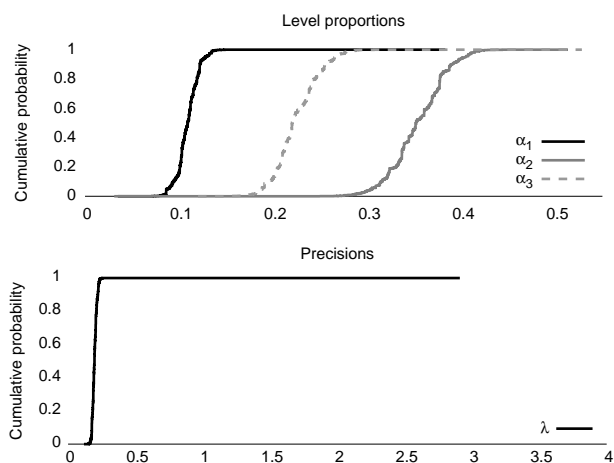 Level proportions
Cumulative probability
1
0.8
0.6
0.4
0.2
0
0 0.1 0.2 0.3 0.4 0.5
α1
α2
α3
Precisions
Cumulative probability
1
0.8
0.6
0.4
0.2
0
0 0.5 1 1.5 2 2.5 3 3.5 4
λ